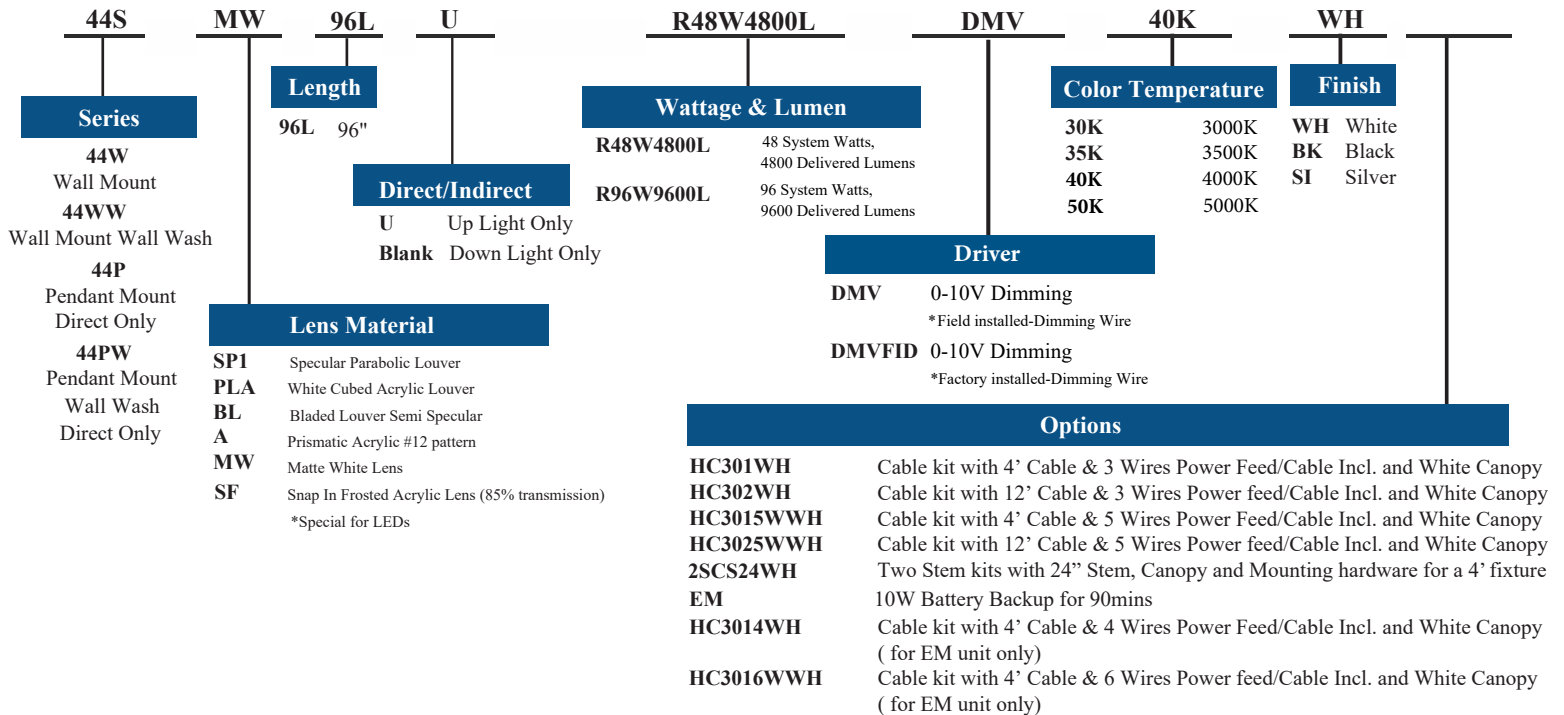 44S MW 96L U R48W4800L DMV 40K WH
Series
44W
Wall Mount
44WW
Wall Mount Wall Wash
44P
Pendant Mount
Direct Only
44PW
Pendant Mount
Wall Wash
Direct Only
Lens Material
SP1 Specular Parabolic Louver
PLA White Cubed Acrylic Louver
BL Bladed Louver Semi Specular
A Prismatic Acrylic #12 pattern
MW Matte White Lens
SF Snap In Frosted Acrylic Lens (85% transmission)
*Special for LEDs
Length
96L 96"
Direct/Indirect
U Up Light Only
Blank Down Light Only
Wattage & Lumen
R48W4800L 48 System Watts,
4800 Delivered Lumens
R96W9600L 96 System Watts,
9600 Delivered Lumens
Driver
DMV 0-10V Dimming
*Field installed-Dimming Wire
DMVFID 0-10V Dimming
*Factory installed-Dimming Wire
Color Temperature
30K 3000K
35K 3500K
40K 4000K
50K 5000K
Finish
WH White
BK Black
SI Silver
Options
HC301WH Cable kit with 4’ Cable & 3 Wires Power Feed/Cable Incl. and White Canopy
HC302WH Cable kit with 12’ Cable & 3 Wires Power feed/Cable Incl. and White Canopy
HC3015WWH Cable kit with 4’ Cable & 5 Wires Power Feed/Cable Incl. and White Canopy
HC3025WWH Cable kit with 12’ Cable & 5 Wires Power feed/Cable Incl. and White Canopy
2SCS24WH Two Stem kits with 24” Stem, Canopy and Mounting hardware for a 4’ fixture
EM 10W Battery Backup for 90mins
HC3014WH Cable kit with 4’ Cable & 4 Wires Power Feed/Cable Incl. and White Canopy
( for EM unit only)
HC3016WWH Cable kit with 4’ Cable & 6 Wires Power feed/Cable Incl. and White Canopy
( for EM unit only)